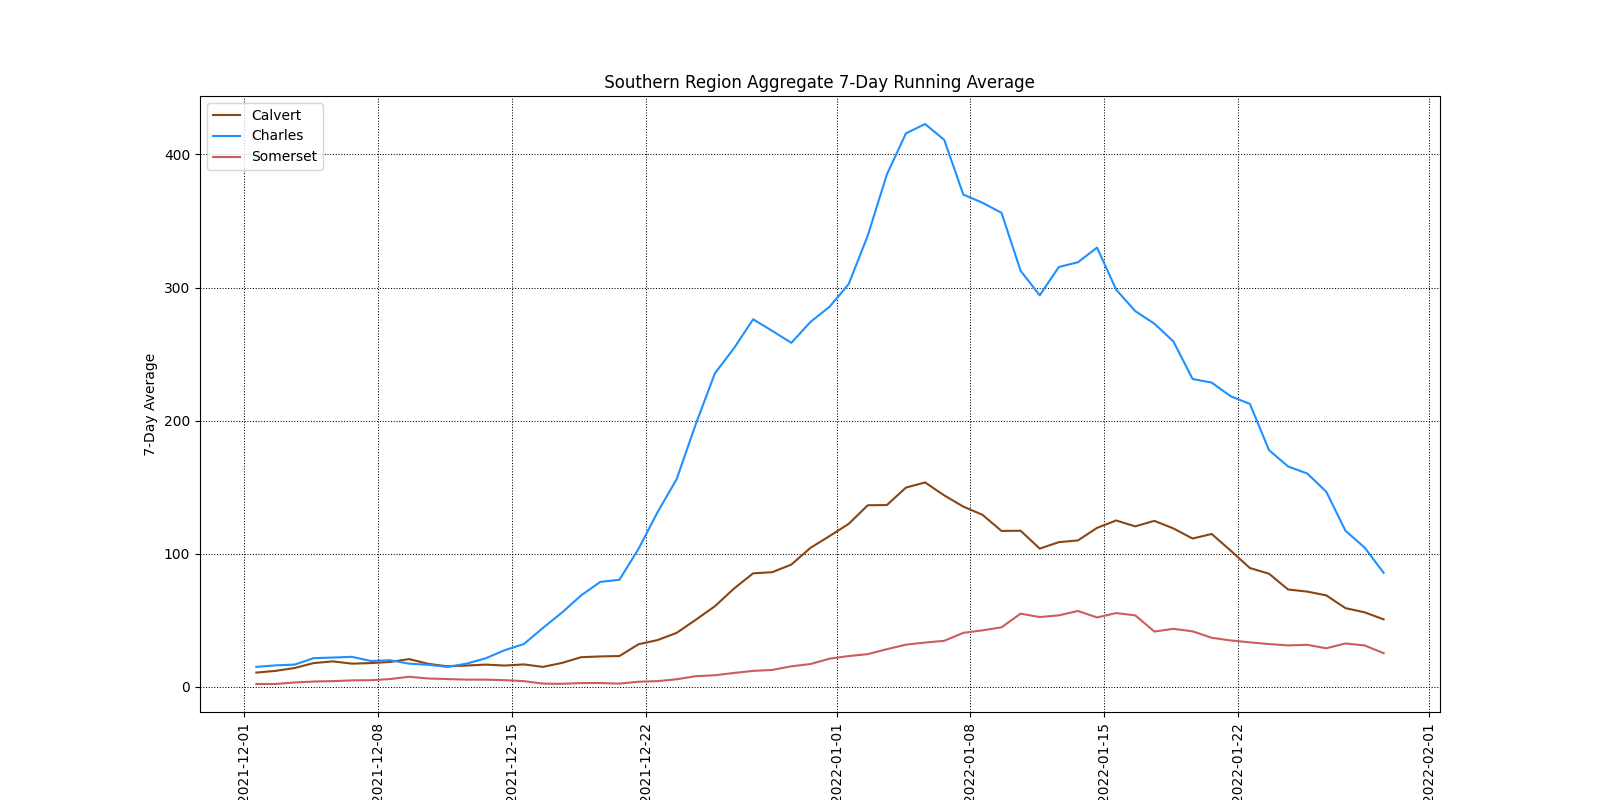 Southern Region Aggregate 7-Day Running Average
Calvert
Charles
Somerset
7-Day Average
400
300
200
100
0
2021-12-01
2021-12-08
2021-12-15
2021-12-22
2022-01-01
2022-01-08
2022-01-15
2022-01-22
2022-02-01